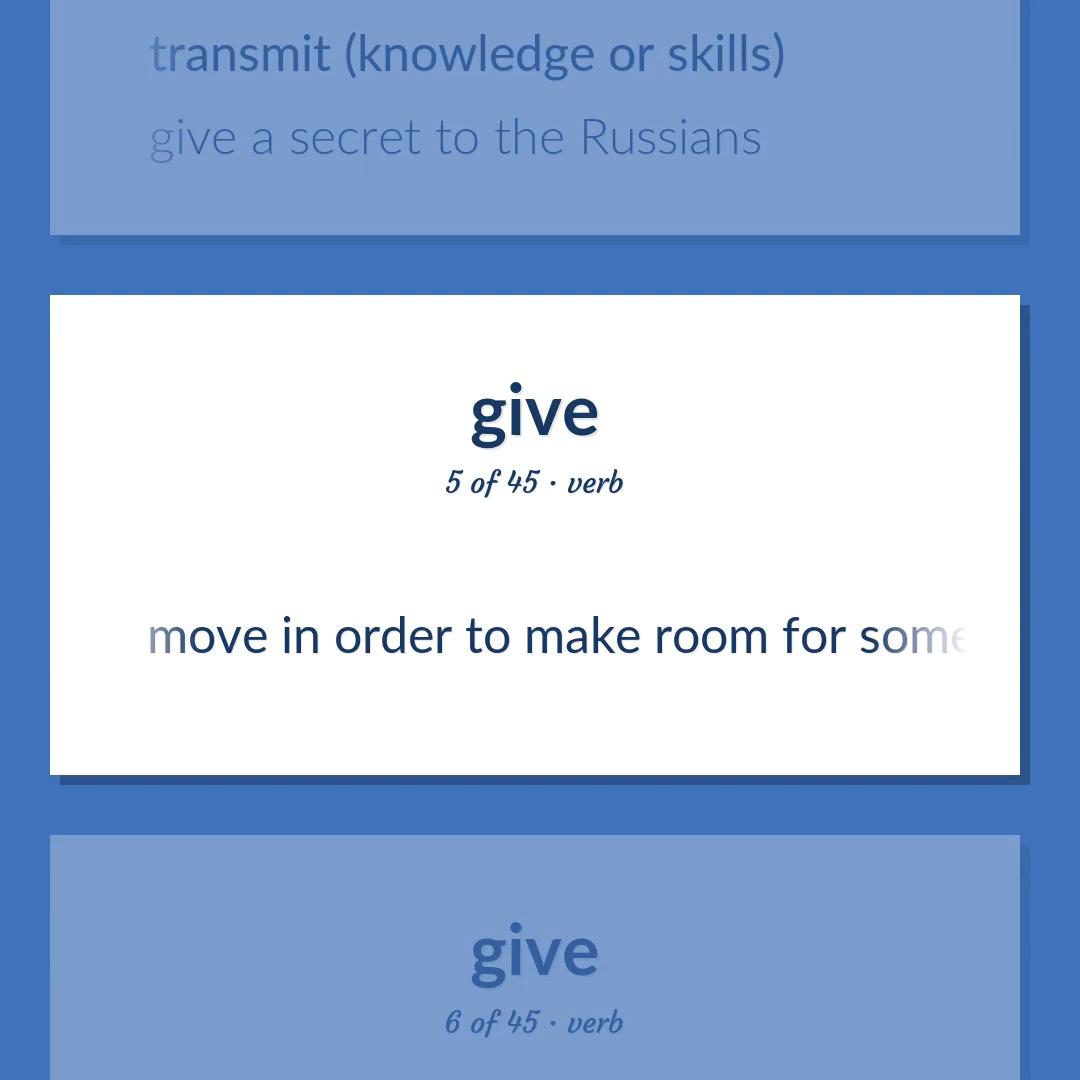 transmit (knowledge or skills)
give a secret to the Russians
give
5 of 45 · verb
move in order to make room for some
give
6 of 45 · verb